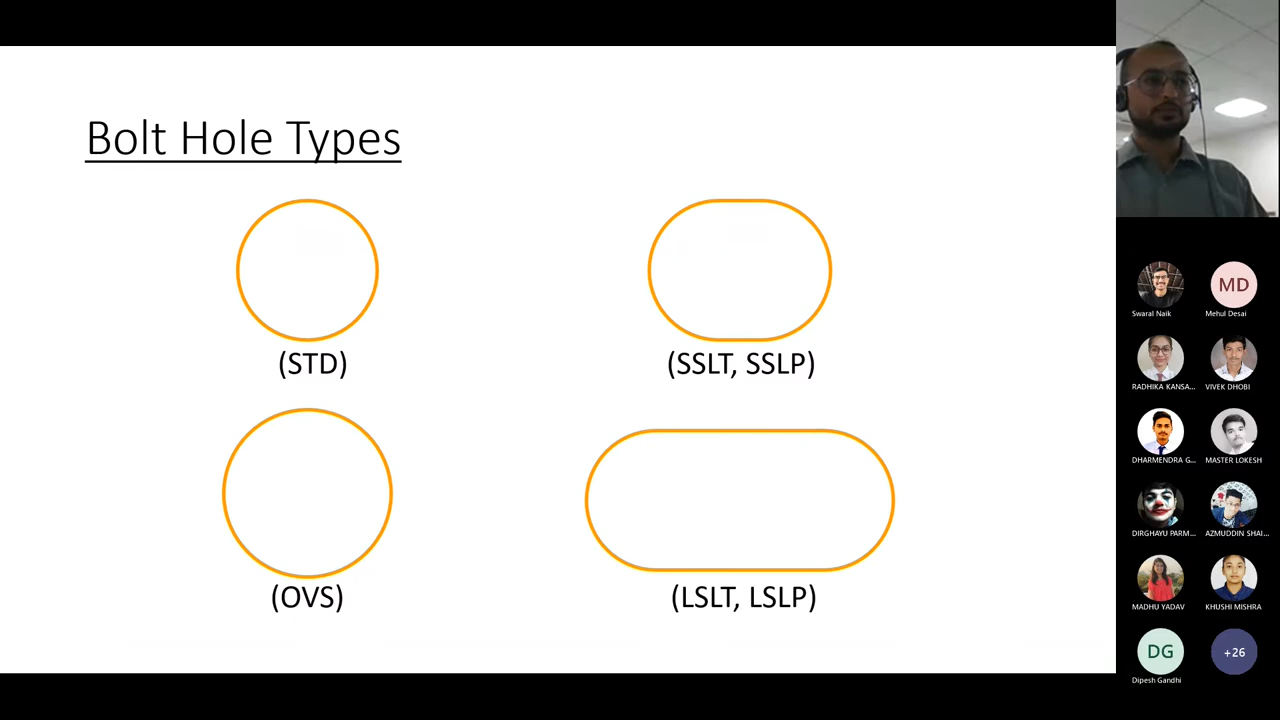 Bolt Hole Types
(STD)
(SSLT, SSLP)
(OVS)
(LSLT, LSLP)
MD
Swaral Naik
Mehul Desai
RADHIKA KANSA...
VIVEK DHOBI
DHARMENDRA G...
MASTER LOKESH
DIRGHAYU PARM...
AZMUDDIN SHAI...
MADHU YADAV
KHUSHI MISHRA
DG
+26
Dipesh Gandhi